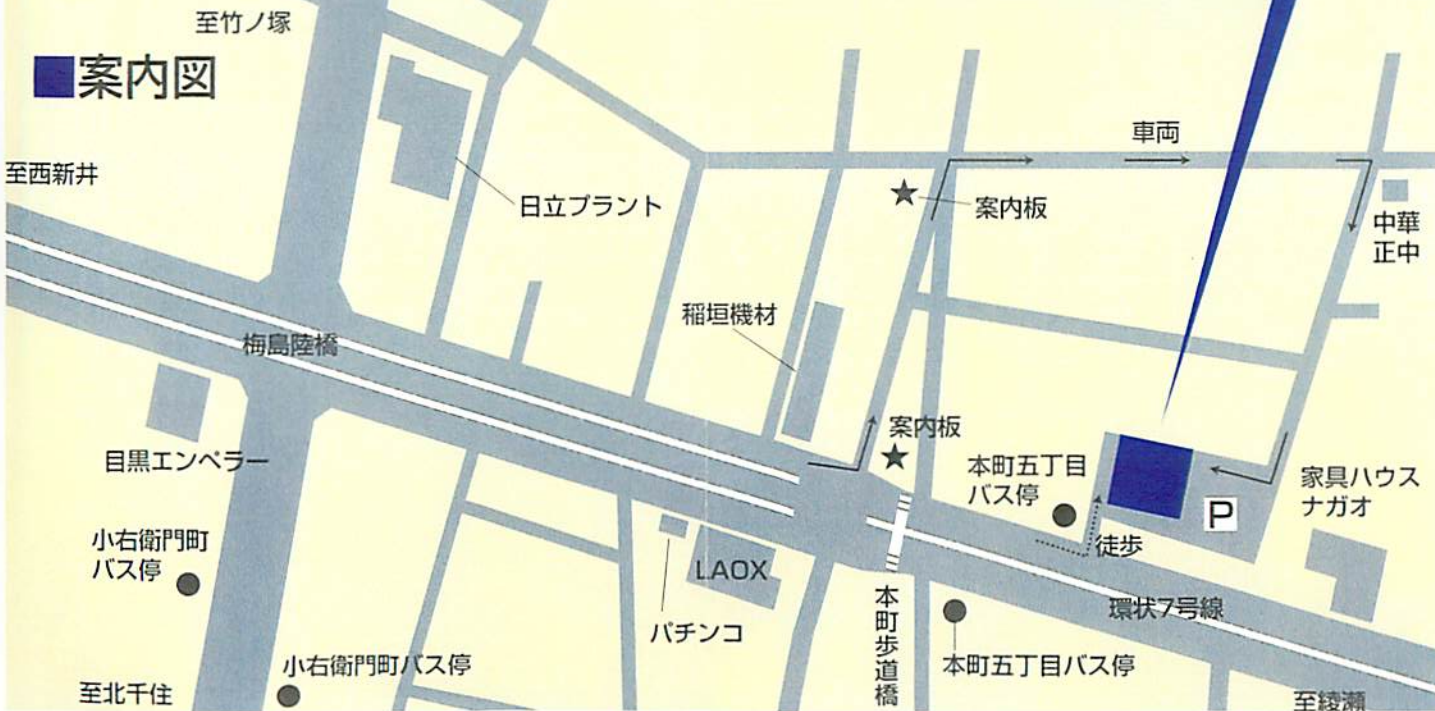 至竹ノ塚
■案内図
至西新井
日立プラント
車両
案内板
中華
正中
稲垣機材
梅島陸橋
目黒エンペラー
案内板
本町五丁目
バス停
家具ハウス
ナガオ
P
徒歩
小右衛門町
バス停
LAOX
パチンコ
本町歩道橋
環状7号線
本町五丁目バス停
小右衛門町バス停
至北千住
至綾瀬